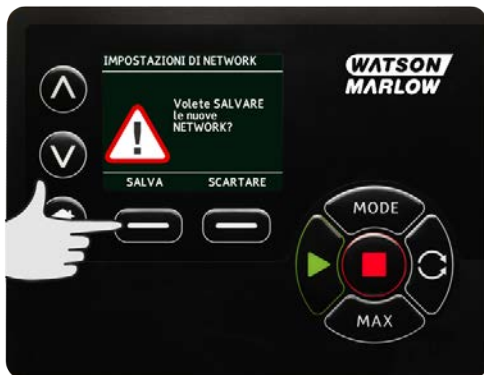 IMPOSTAZIONI DI NETWORK
WATSON
MARLOW
Volete SALVARE
le nuove
NETWORK?
SALVA SCARTARE
MODE
MAX